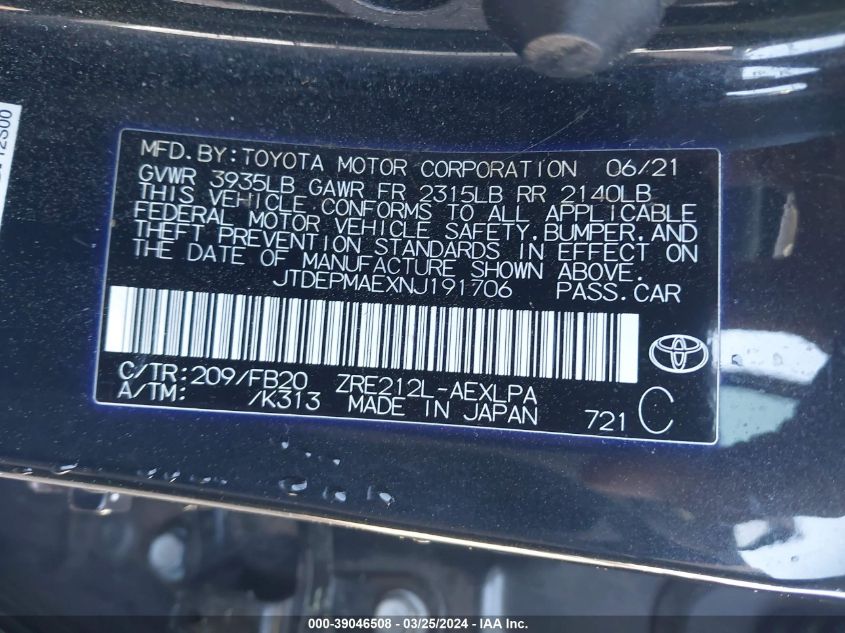 MFD. BY: TOYOTA MOTOR CORPORATION 06/21
GVWR 3935LB GAWR FR 2315LB RR 2140LB
THIS VEHICLE CONFORMS TO ALL APPLICABLE
FEDERAL MOTOR VEHICLE SAFETY, BUMPER, AND
THEFT PREVENTION STANDARDS IN EFFECT ON
THE DATE OF MANUFACTURE SHOWN ABOVE.
JTDEPMAEXNJ191706 PASS. CAR
C/TR: 209/FB20 ZRE212L-AEXLPA
A/TM: /K313 MADE IN JAPAN 721 C
000-39046508 - 03/25/2024 - IAA Inc.